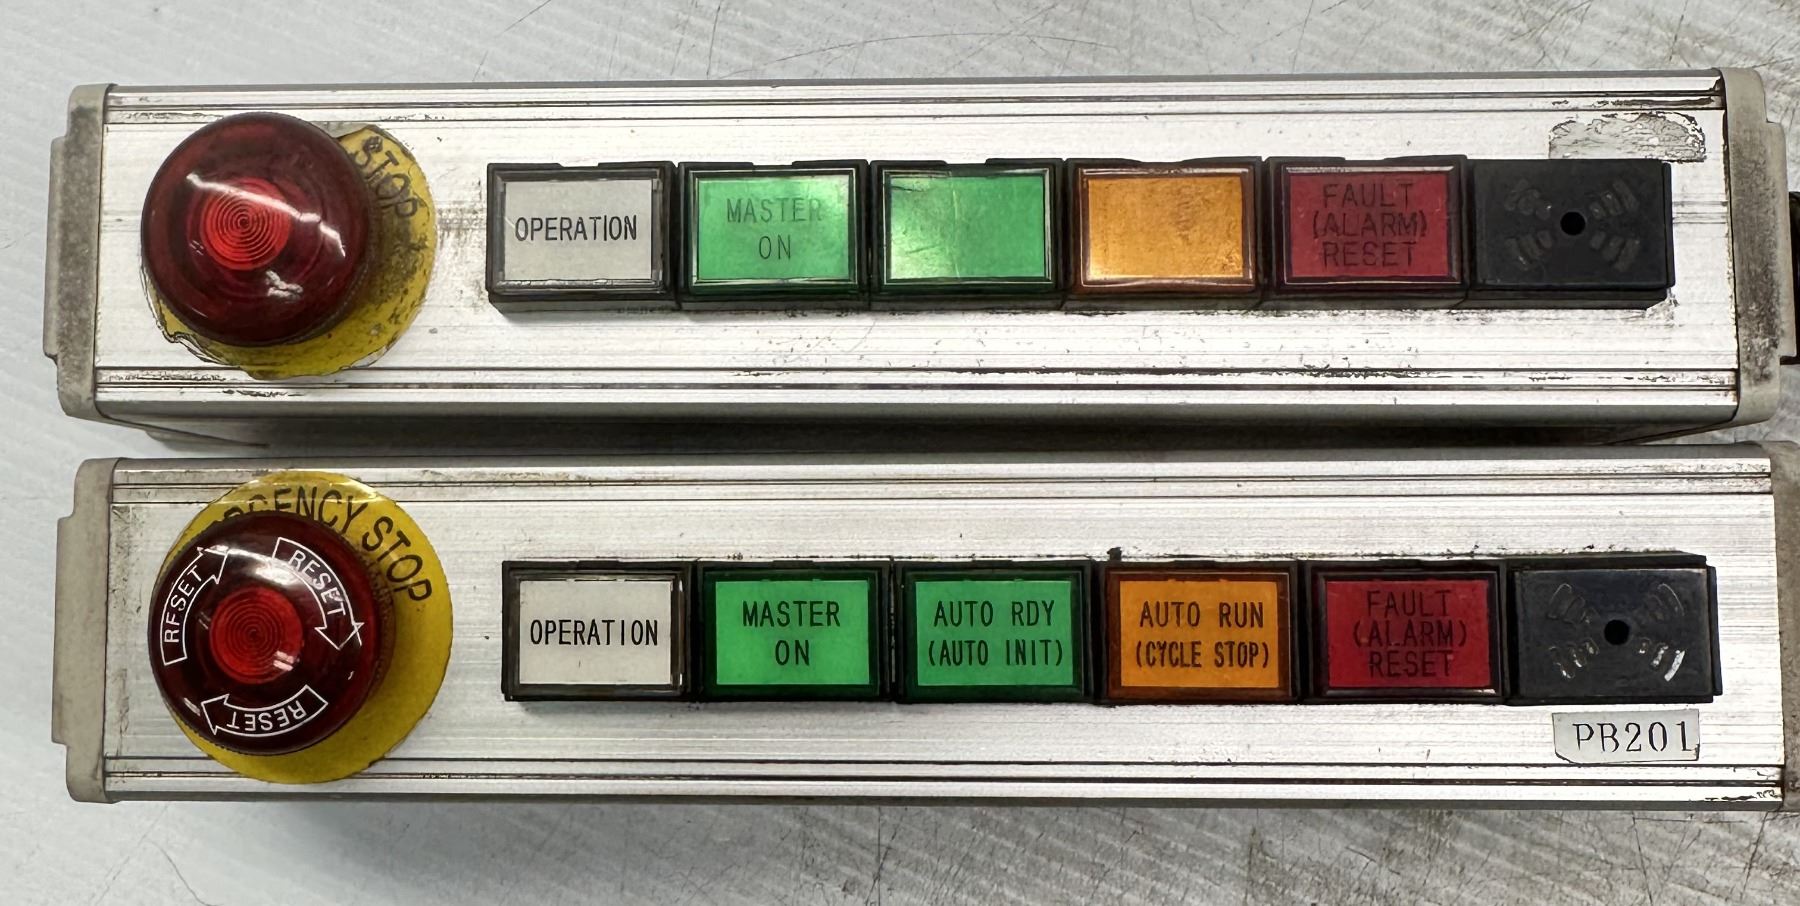 STOP
OPERATION
MASTER
ON
FAULT
(ALARM)
RESET
STOP
RESET
RESET
RESET
OPERATION
MASTER
ON
AUTO RDY
(AUTO INIT)
AUTO RUN
(CYCLE STOP)
FAULT
(ALARM)
RESET
PB201